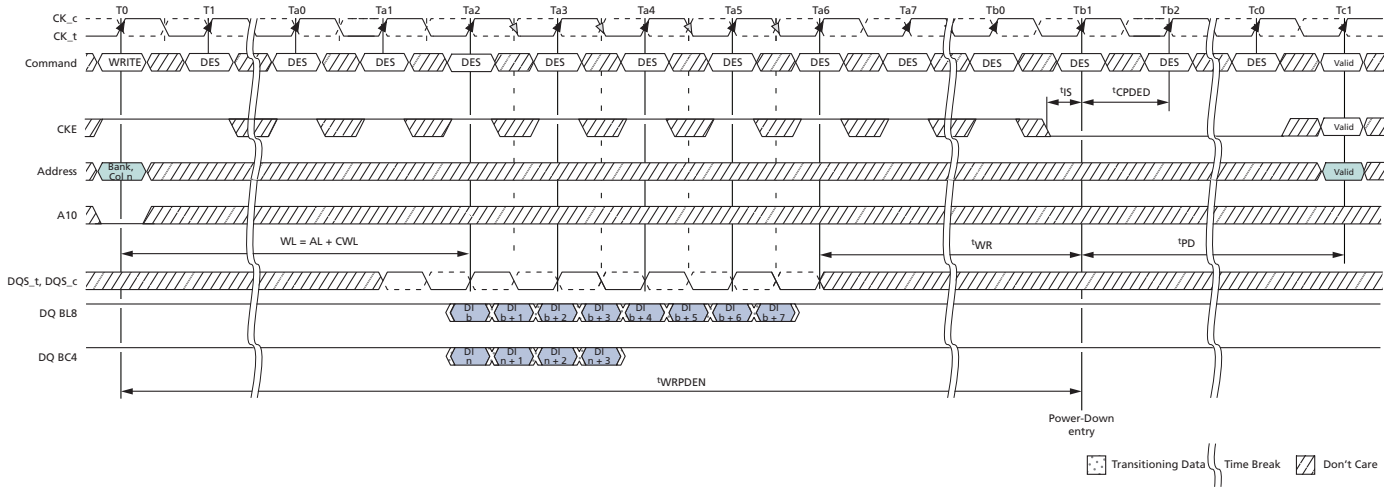 T0 T1 Ta0 Ta1 Ta2 Ta3 Ta4 Ta5 Ta6 Ta7 Tb0 Tb1 Tb2 Tc0 Tc1
CK_c
CK_t
Command WRITE DES DES DES DES DES DES DES DES DES DES DES DES DES Valid
tIS tCPDED
CKE Valid
Address Bank, Col n Valid
A10
WL = AL + CWL tWR tPD
DQS_t, DQS_c
DQ BL8 DI b DI b + 1 DI b + 2 DI b + 3 DI b + 4 DI b + 5 DI b + 6 DI b + 7
DQ BC4 DI n DI n + 1 DI n + 2 DI n + 3
tWRPDEN
Power-Down
entry
Transitioning Data Time Break Don't Care